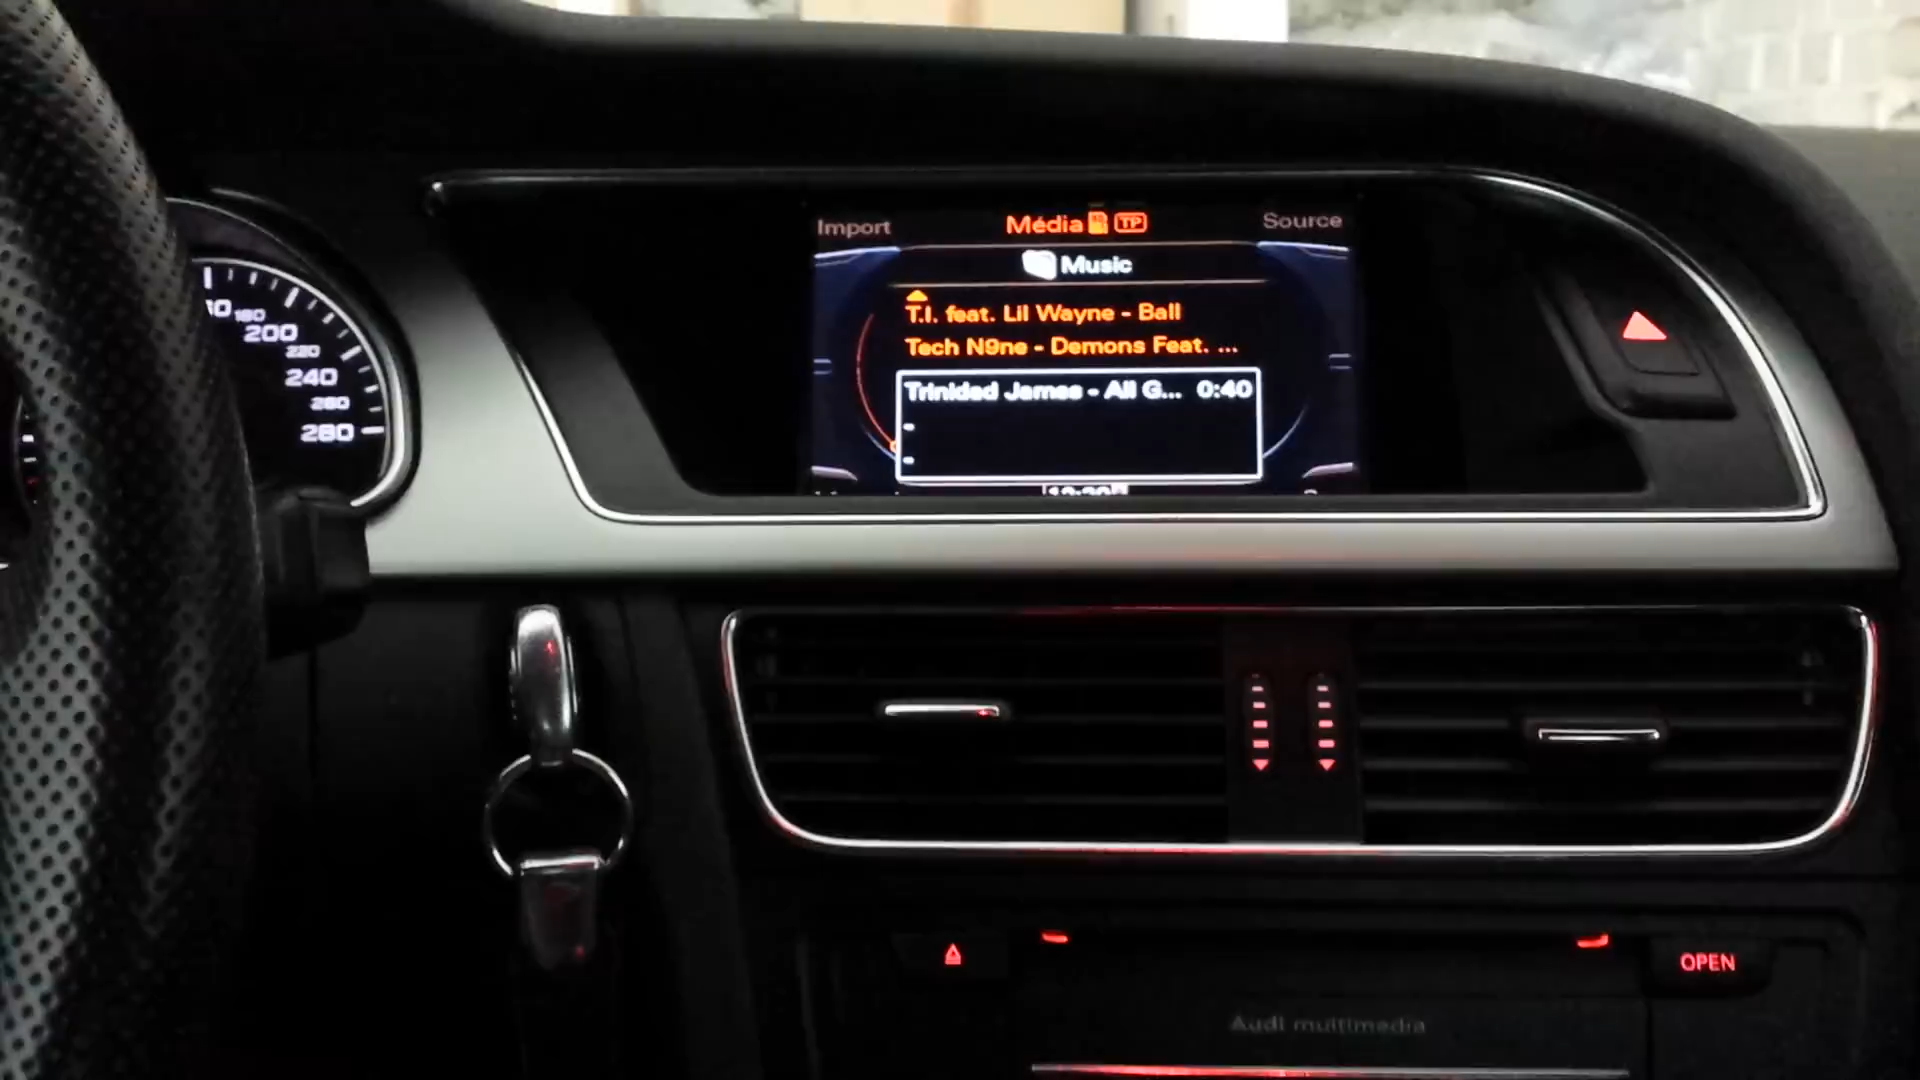 Import Média TP Source
Music
T.I. feat. Lil Wayne - Ball
Tech N9ne - Demons Feat. ...
Trinidad James - All G... 0:40
-
-
180
200
220
240
260
280
OPEN
Audi multimedia